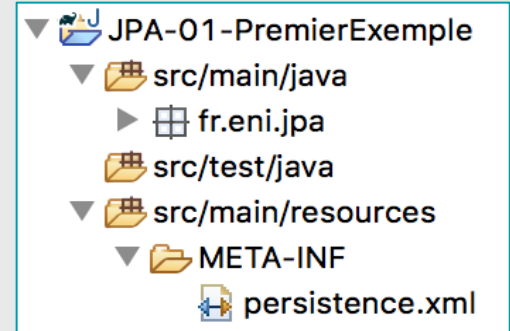 JPA-01-PremierExemple
src/main/java
fr.eni.jpa
src/test/java
src/main/resources
META-INF
persistence.xml